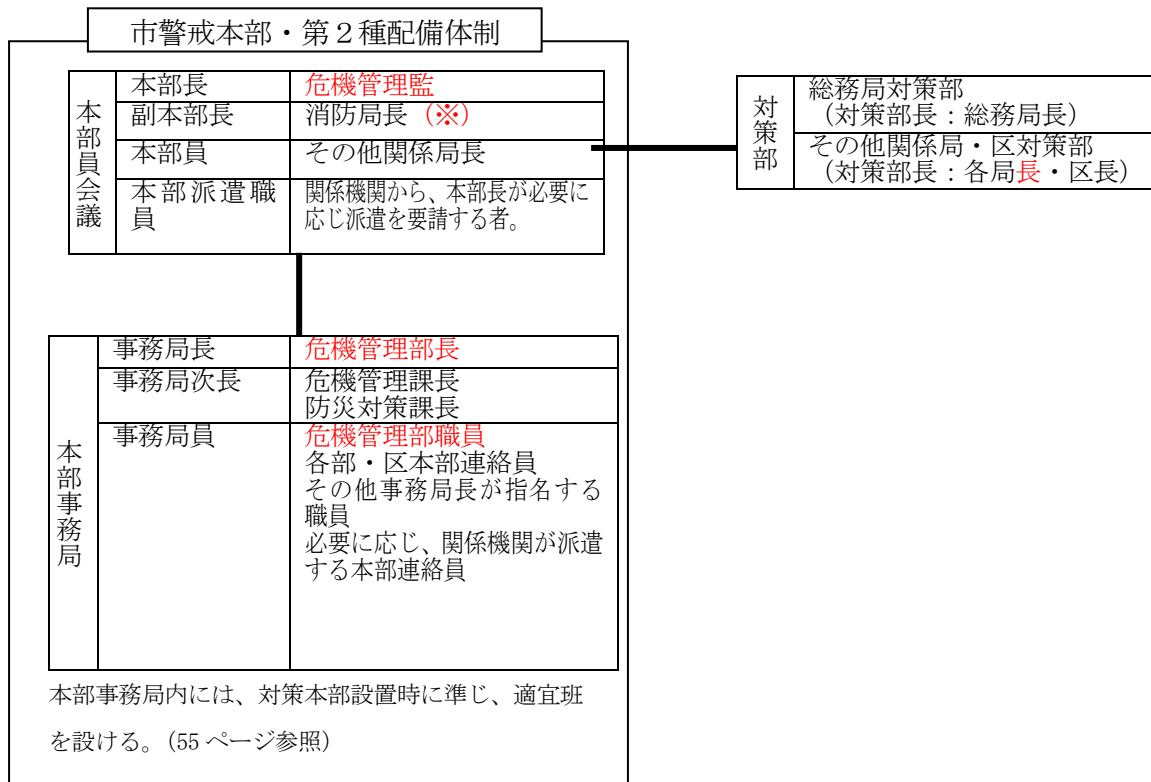 市警戒本部・第２種配備体制
本部員会議
本部長 危機管理監
副本部長 消防局長（※）
本部員 その他関係局長
本部派遣職員 関係機関から、本部長が必要に
応じ派遣を要請する者。
対策部
総務局対策部
（対策部長：総務局長）
その他関係局・区対策部
（対策部長：各局長・区長）
本部事務局
事務局長 危機管理部長
事務局次長 危機管理課長
防災対策課長
事務局員 危機管理部職員
各部・区本部連絡員
その他事務局長が指名する
職員
必要に応じ、関係機関が派遣
する本部連絡員
本部事務局内には、対策本部設置時に準じ、適宜班
を設ける。（55 ページ参照）